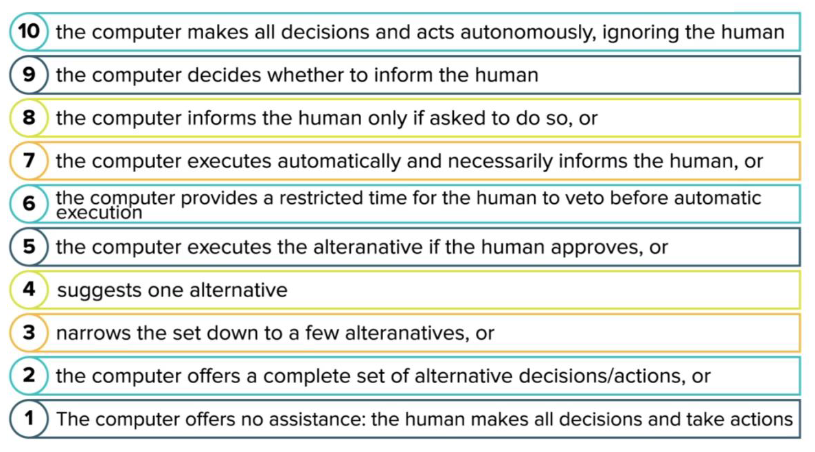 10 the computer makes all decisions and acts autonomously, ignoring the human
9 the computer decides whether to inform the human
8 the computer informs the human only if asked to do so, or
7 the computer executes automatically and necessarily informs the human, or
6 the computer provides a restricted time for the human to veto before automatic
execution
5 the computer executes the alteranative if the human approves, or
4 suggests one alternative
3 narrows the set down to a few alteranatives, or
2 the computer offers a complete set of alternative decisions/actions, or
1 The computer offers no assistance: the human makes all decisions and take actions